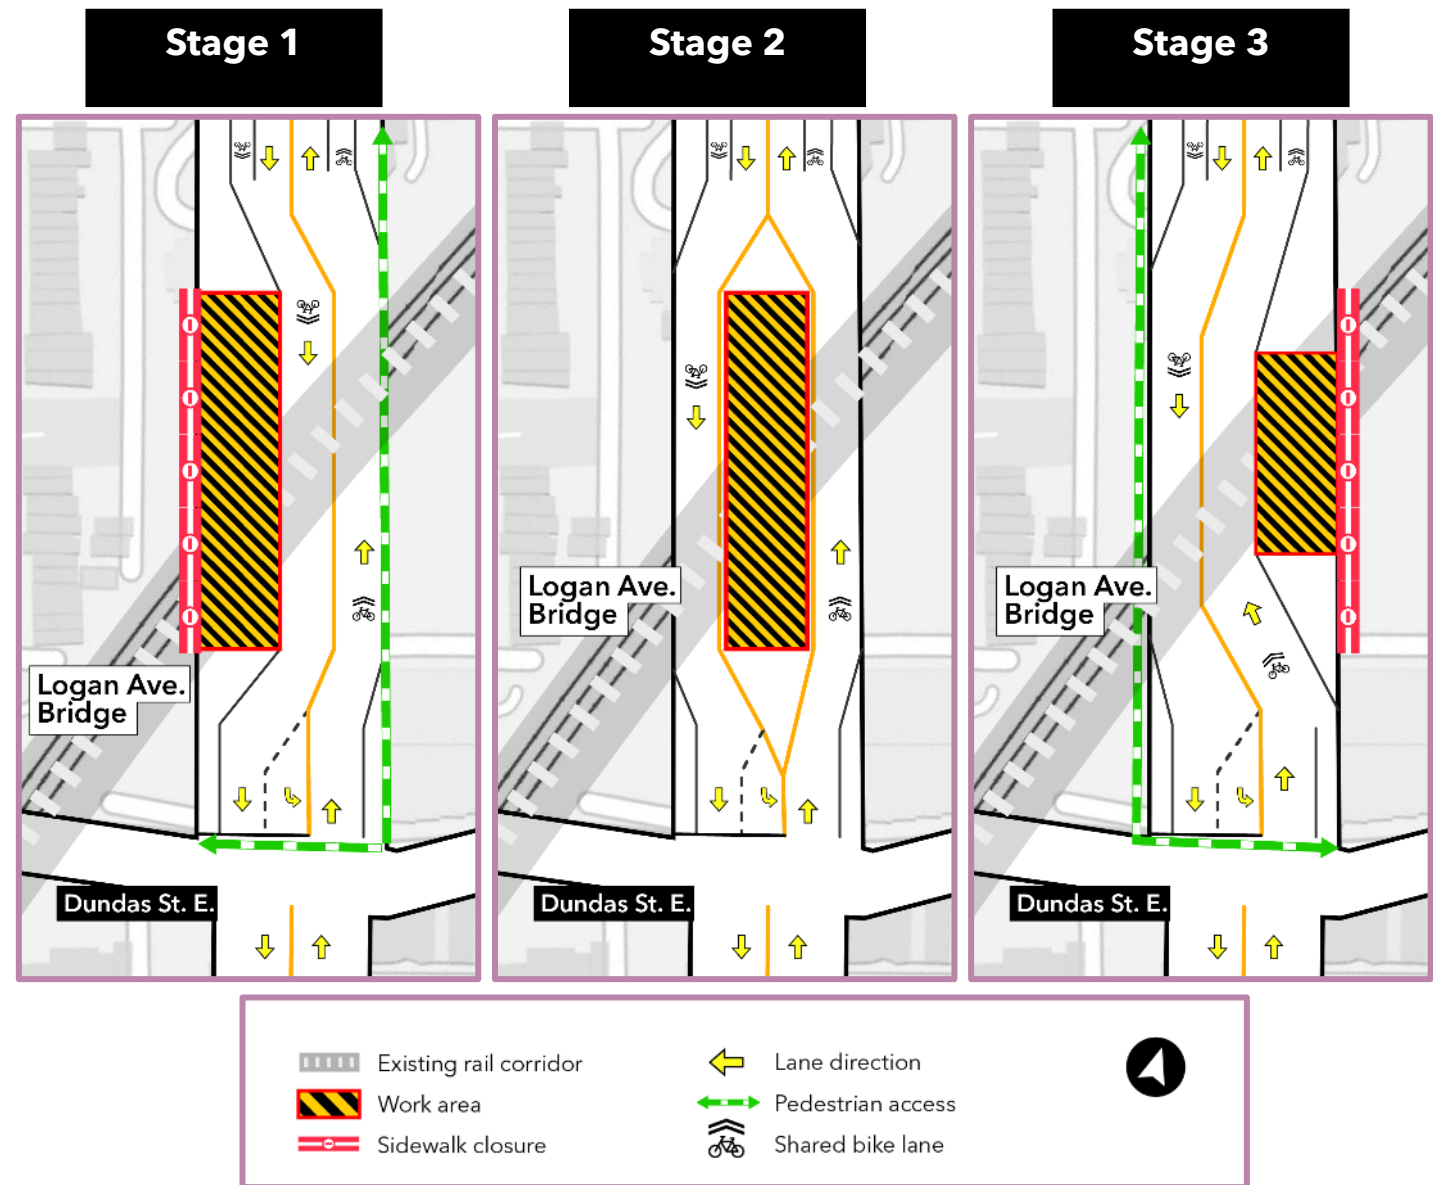 Stage 1
Stage 2
Stage 3
Logan Ave.
Bridge
Dundas St. E.
Logan Ave.
Bridge
Dundas St. E.
Logan Ave.
Bridge
Dundas St. E.
Existing rail corridor
Work area
Sidewalk closure
Lane direction
Pedestrian access
Shared bike lane